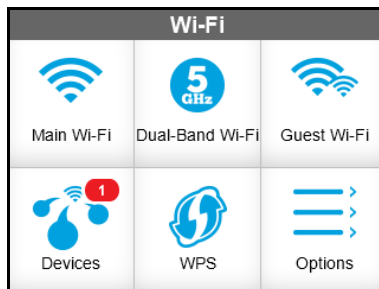 Wi-Fi
5
GHz
Main Wi-Fi
Dual-Band Wi-Fi
Guest Wi-Fi
1
Devices
WPS
Options